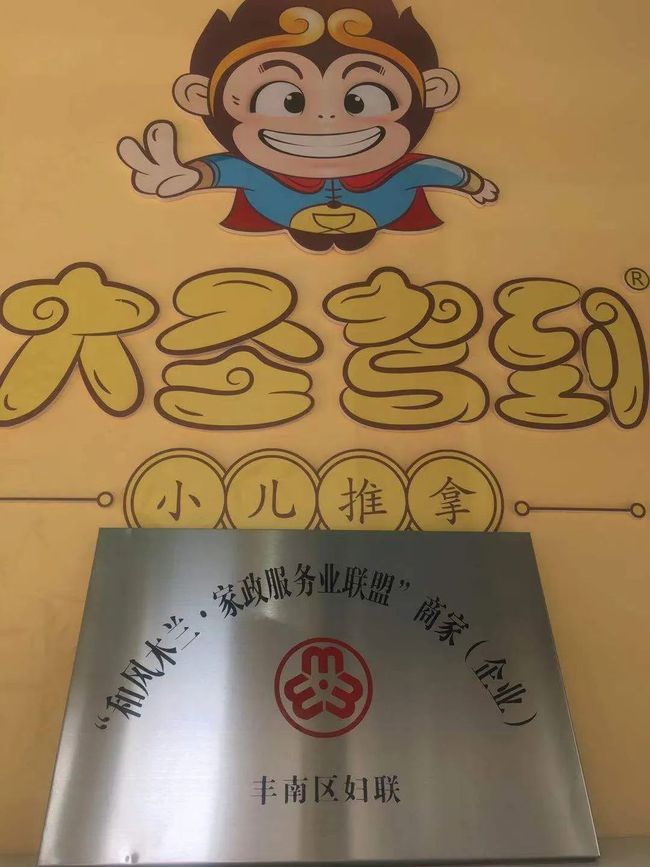 大圣驾到®
小儿推拿
“和风木兰·家政服务业联盟”商家（企业）
丰南区妇联